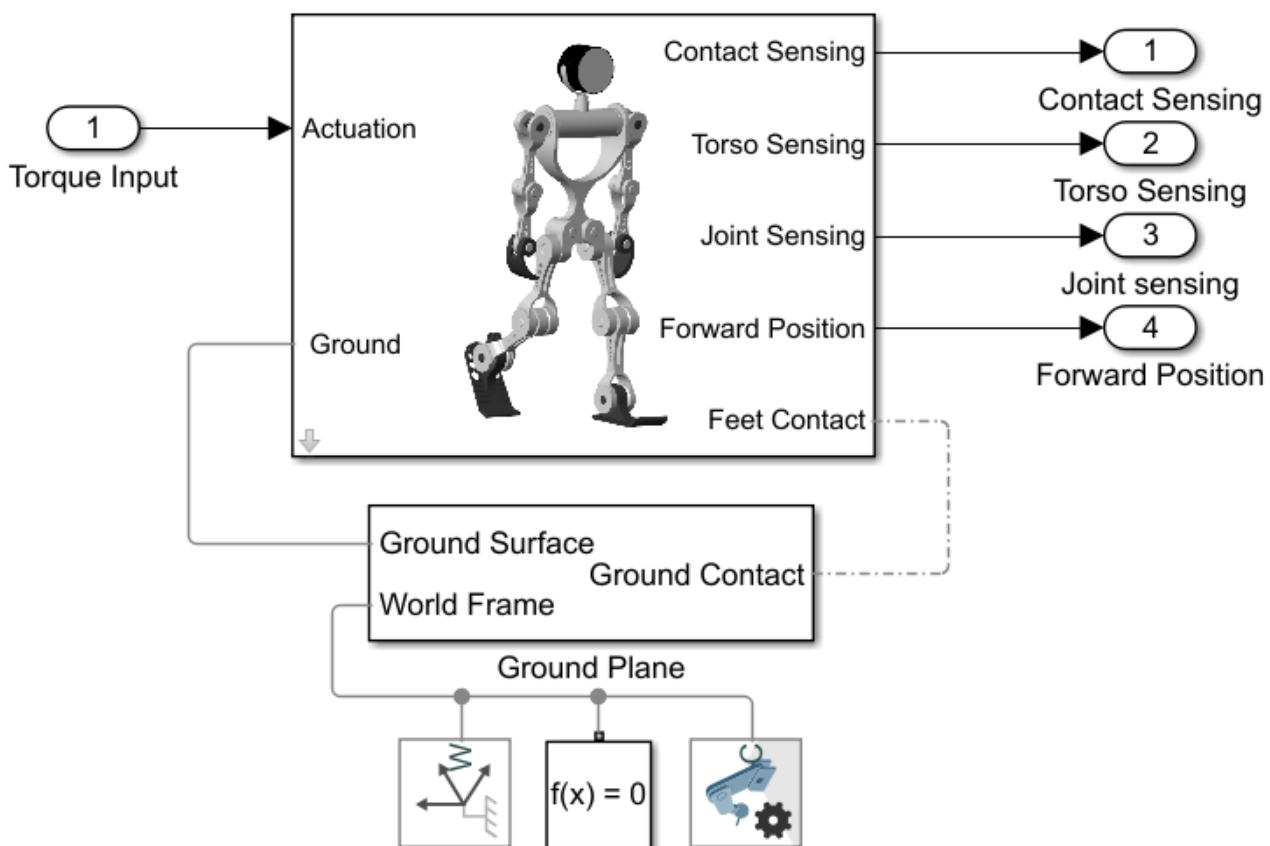 1
Torque Input
Actuation
Ground
Contact Sensing
Torso Sensing
Joint Sensing
Forward Position
Feet Contact
1
Contact Sensing
2
Torso Sensing
3
Joint sensing
4
Forward Position
Ground Surface
World Frame
Ground Contact
Ground Plane
W
f(x) = 0
C